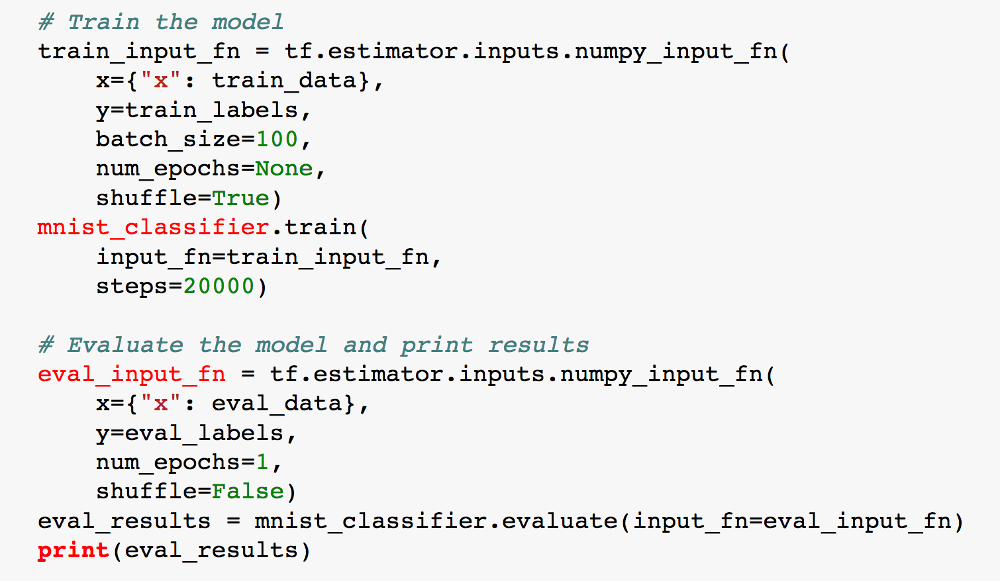 # Train the model
train_input_fn = tf.estimator.inputs.numpy_input_fn(
    x={"x": train_data},
    y=train_labels,
    batch_size=100,
    num_epochs=None,
    shuffle=True)
mnist_classifier.train(
    input_fn=train_input_fn,
    steps=20000)

# Evaluate the model and print results
eval_input_fn = tf.estimator.inputs.numpy_input_fn(
    x={"x": eval_data},
    y=eval_labels,
    num_epochs=1,
    shuffle=False)
eval_results = mnist_classifier.evaluate(input_fn=eval_input_fn)
print(eval_results)